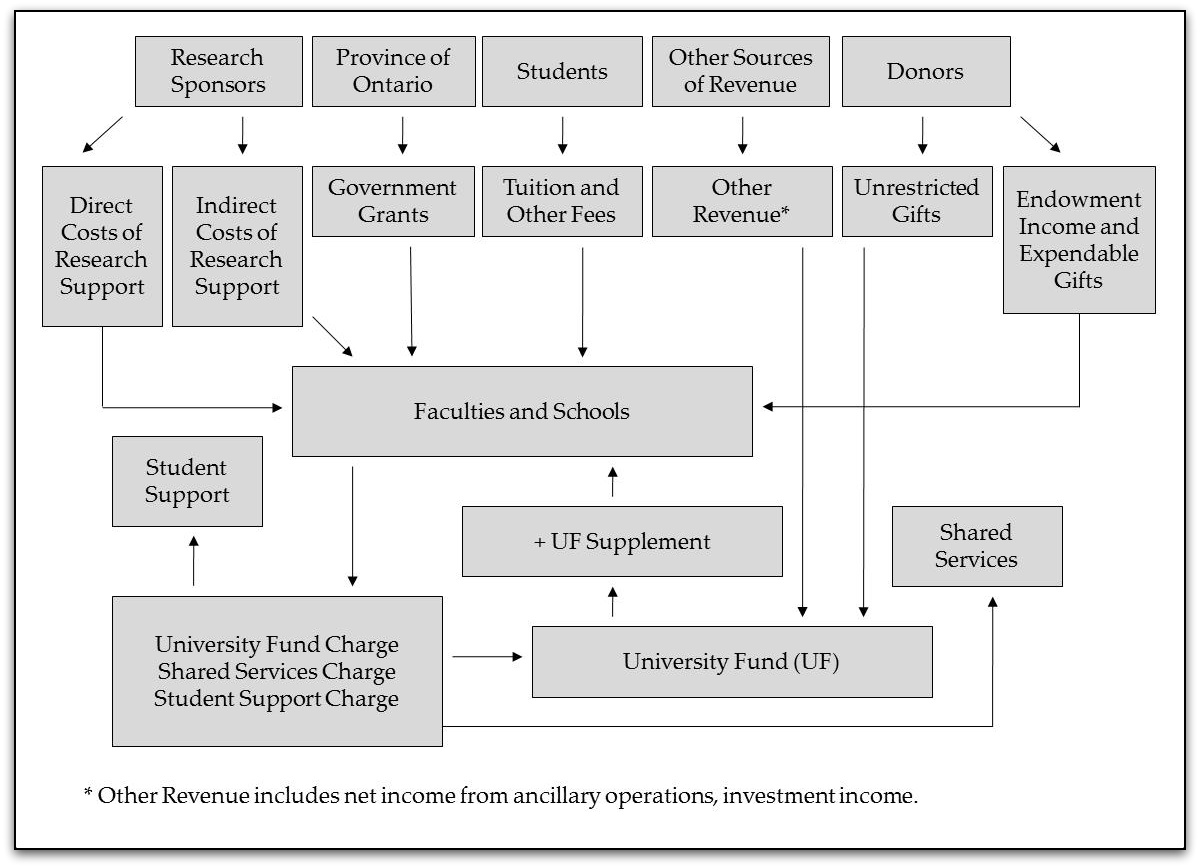 Research
Sponsors
Province of
Ontario
Students
Other Sources
of Revenue
Donors
Direct
Costs of
Research
Support
Indirect
Costs of
Research
Support
Government
Grants
Tuition and
Other Fees
Other
Revenue*
Unrestricted
Gifts
Endowment
Income and
Expendable
Gifts
Faculties and Schools
Student
Support
+ UF Supplement
Shared
Services
University Fund Charge
Shared Services Charge
Student Support Charge
University Fund (UF)
* Other Revenue includes net income from ancillary operations, investment income.